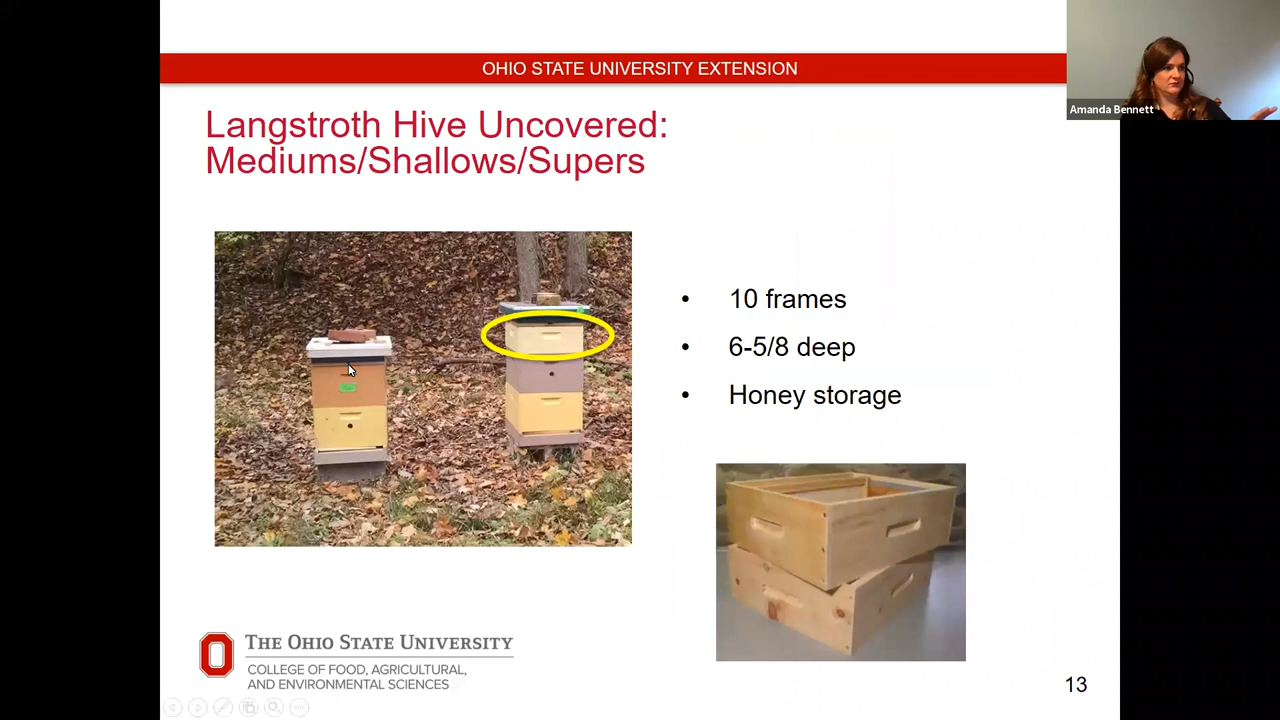 OHIO STATE UNIVERSITY EXTENSION
Amanda Bennett
Langstroth Hive Uncovered:
Mediums/Shallows/Supers
• 10 frames
• 6-5/8 deep
• Honey storage
THE OHIO STATE UNIVERSITY
COLLEGE OF FOOD, AGRICULTURAL,
AND ENVIRONMENTAL SCIENCES
13